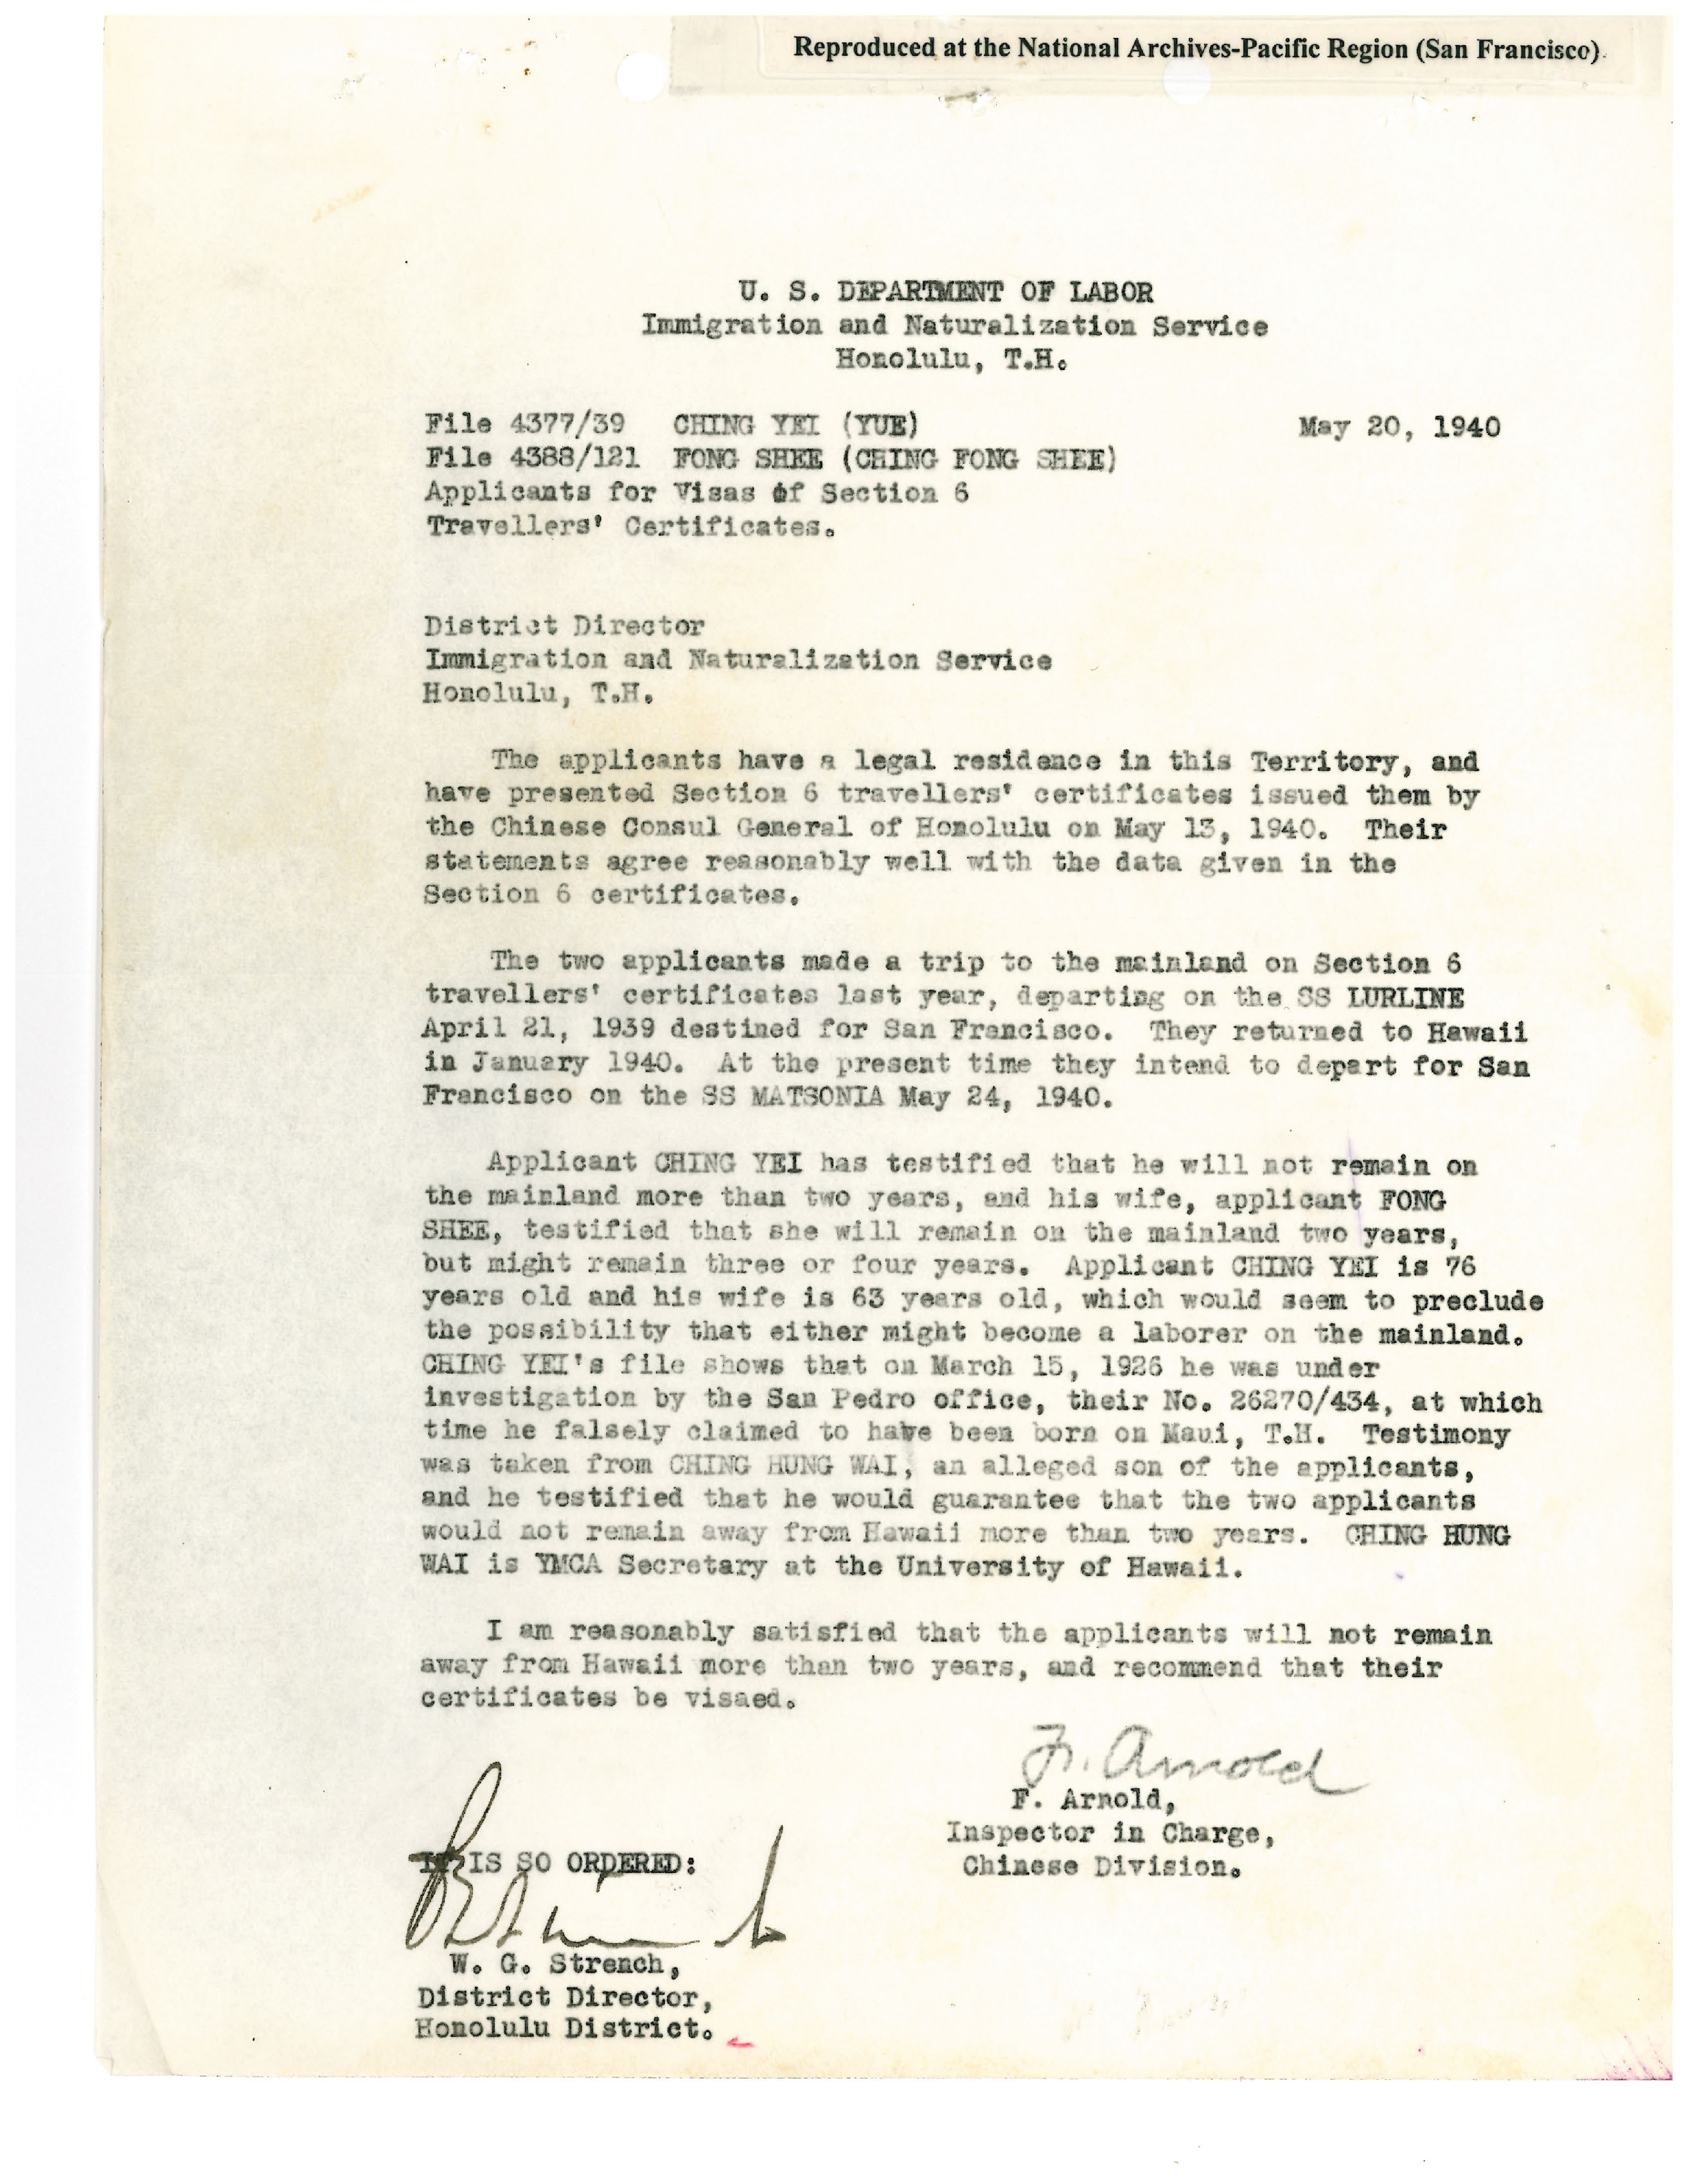 Reproduced at the National Archives-Pacific Region (San Francisco)
U. S. DEPARTMENT OF LABOR
Immigration and Naturalization Service
Honolulu, T.H.
File 4377/39 CHING YEI (YUE) May 20, 1940
File 4388/121 FONG SHEE (CHING FONG SHEE)
Applicants for Visas of Section 6
Travellers' Certificates.
District Director
Immigration and Naturalization Service
Honolulu, T.H.
The applicants have a legal residence in this Territory, and
have presented Section 6 travellers' certificates issued them by
the Chinese Consul General of Honolulu on May 13, 1940. Their
statements agree reasonably well with the data given in the
Section 6 certificates.
The two applicants made a trip to the mainland on Section 6
travellers' certificates last year, departing on the SS LURLINE
April 21, 1939 destined for San Francisco. They returned to Hawaii
in January 1940. At the present time they intend to depart for San
Francisco on the SS MATSONIA May 24, 1940.
Applicant CHING YEI has testified that he will not remain on
the mainland more than two years, and his wife, applicant FONG
SHEE, testified that she will remain on the mainland two years,
but might remain three or four years. Applicant CHING YEI is 76
years old and his wife is 63 years old, which would seem to preclude
the possibility that either might become a laborer on the mainland.
CHING YEI's file shows that on March 15, 1926 he was under
investigation by the San Pedro office, their No. 26270/434, at which
time he falsely claimed to have been born on Maui, T.H. Testimony
was taken from CHING HUNG WAI, an alleged son of the applicants,
and he testified that he would guarantee that the two applicants
would not remain away from Hawaii more than two years. CHING HUNG
WAI is YMCA Secretary at the University of Hawaii.
I am reasonably satisfied that the applicants will not remain
away from Hawaii more than two years, and recommend that their
certificates be visaed.
F. Arnold
F. Arnold,
Inspector in Charge,
Chinese Division.
IT IS SO ORDERED:
W. G. Strench,
District Director,
Honolulu District.